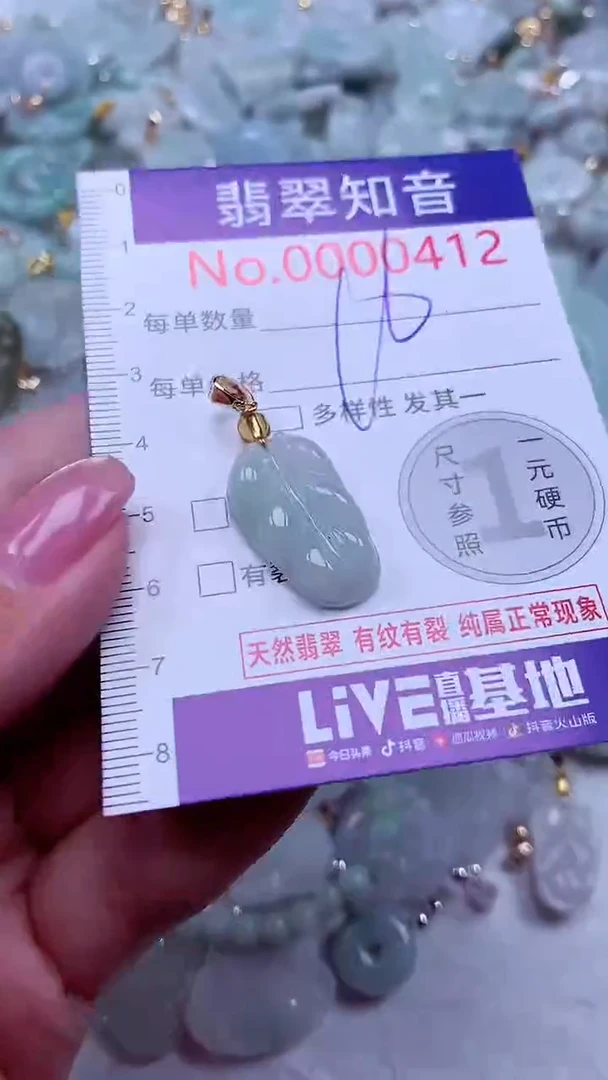 0
翡翠知音
1
No.0000412
2
每单数量
3
每单 格
多样性 发其一
4
一元硬币
尺寸参照
1
5
6
有
天然翡翠 有纹有裂 纯属正常现象
7
LiVE直播基地
8
今日头条 抖音 西瓜视频 抖音火山版